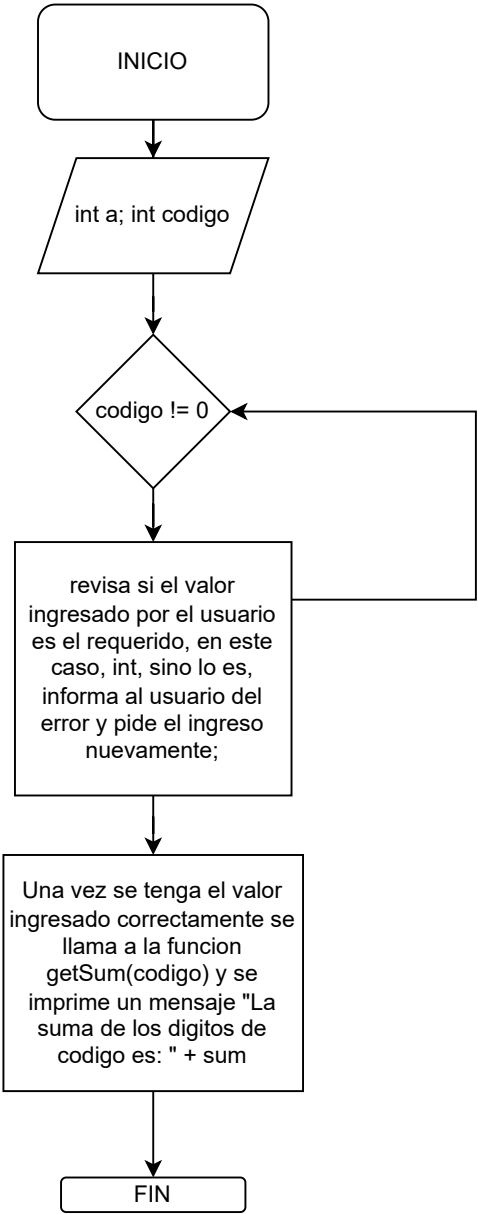 INICIO
int a; int codigo
codigo != 0
revisa si el valor
ingresado por el usuario
es el requerido, en este
caso, int, sino lo es,
informa al usuario del
error y pide el ingreso
nuevamente;
Una vez se tenga el valor
ingresado correctamente se
llama a la funcion
getSum(codigo) y se
imprime un mensaje "La
suma de los digitos de
codigo es: " + sum
FIN